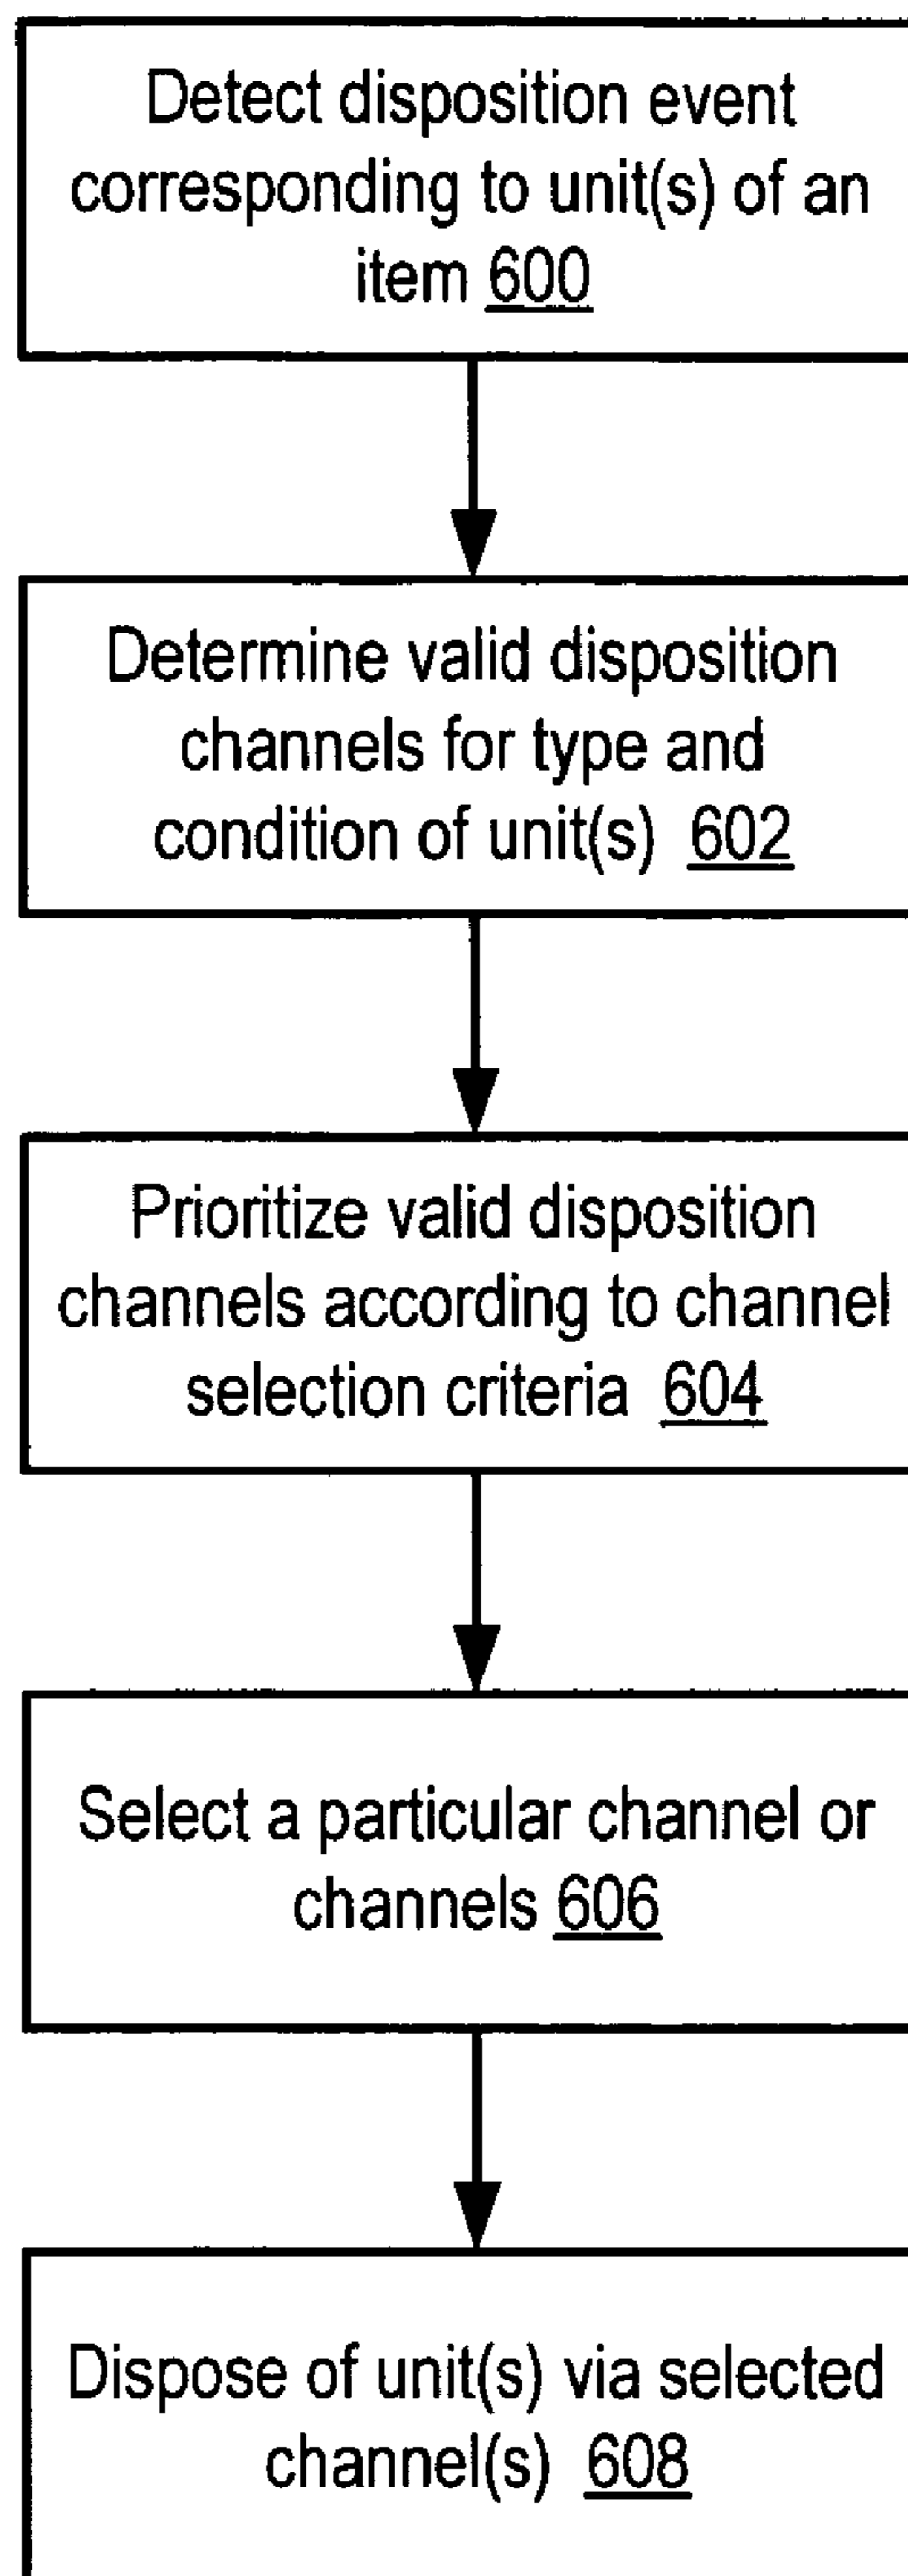 Detect disposition event
corresponding to unit(s) of an
item 600
Determine valid disposition
channels for type and
condition of unit(s) 602
Prioritize valid disposition
channels according to channel
selection criteria 604
Select a particular channel or
channels 606
Dispose of unit(s) via selected
channel(s) 608